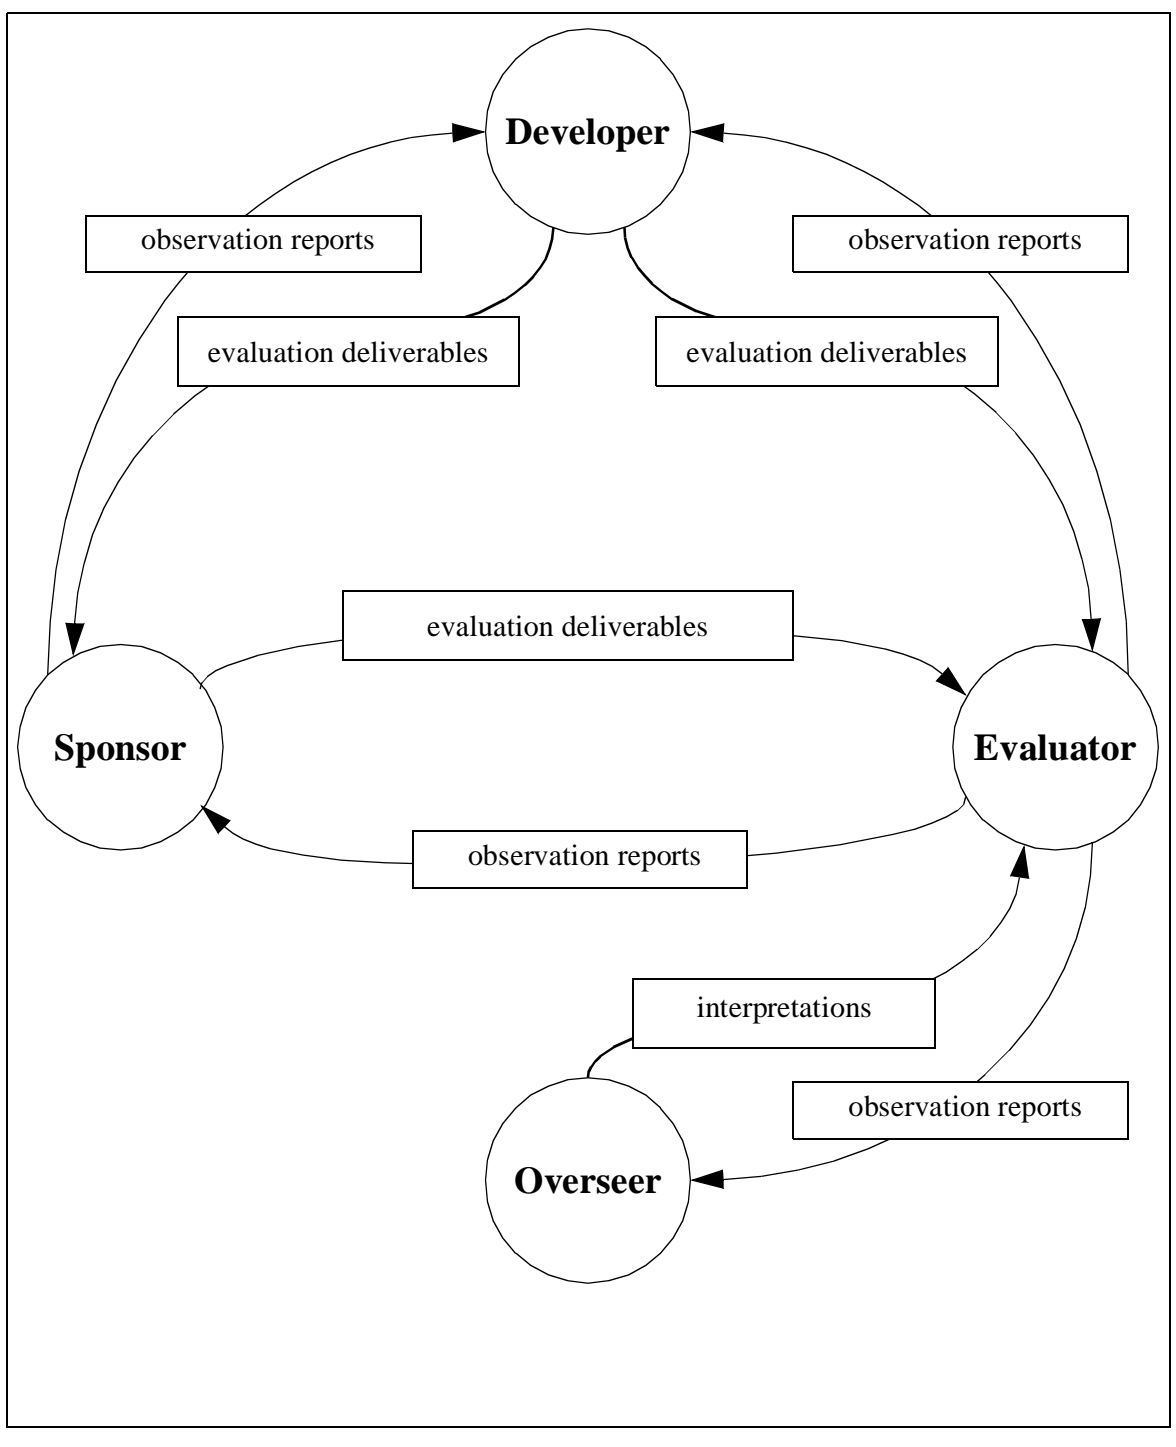 Developer
observation reports
observation reports
evaluation deliverables
evaluation deliverables
evaluation deliverables
Sponsor
Evaluator
observation reports
interpretations
observation reports
Overseer